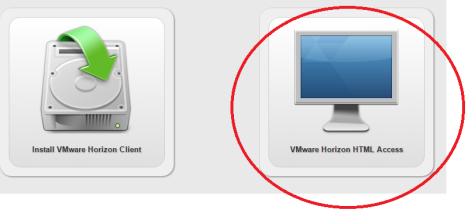 Install VMware Horizon Client
VMware Horizon HTML Access